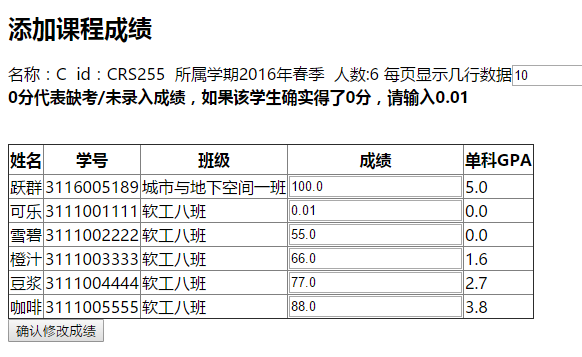 添加课程成绩
名称：C  id：CRS255  所属学期2016年春季  人数:6 每页显示几行数据 10
0分代表缺考/未录入成绩，如果该学生确实得了0分，请输入0.01
姓名 学号 班级 成绩 单科GPA
跃群 3116005189 城市与地下空间一班 100.0 5.0
可乐 3111001111 软工八班 0.01 0.0
雪碧 3111002222 软工八班 55.0 0.0
橙汁 3111003333 软工八班 66.0 1.6
豆浆 3111004444 软工八班 77.0 2.7
咖啡 3111005555 软工八班 88.0 3.8
确认修改成绩